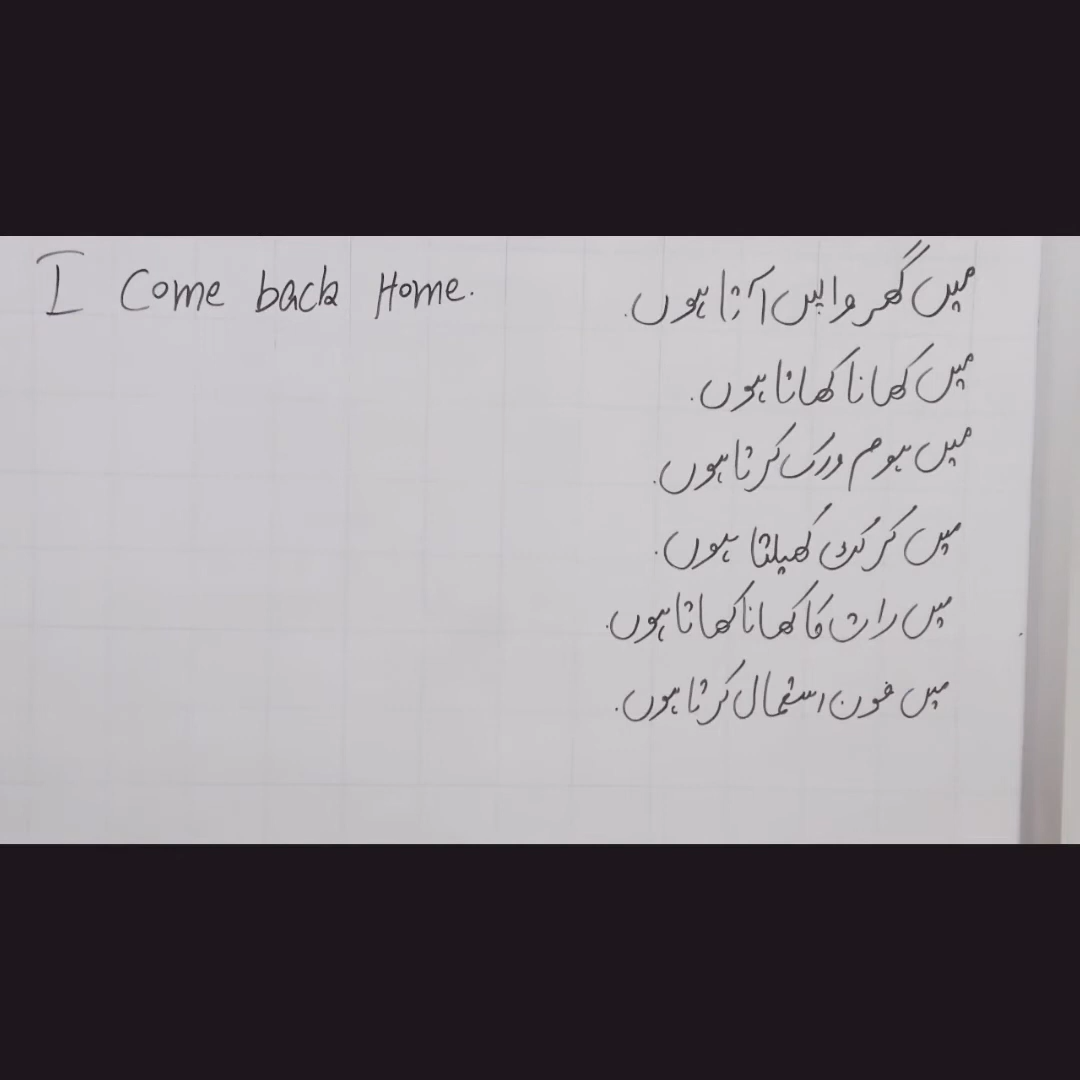 I Come back Home.
میں گھر واپس آتا ہوں.
میں کھانا کھاتا ہوں.
میں ہوم ورک کرتا ہوں.
میں کرکٹ کھیلتا ہوں.
میں رات کا کھانا کھاتا ہوں.
میں فون استعمال کرتا ہوں.